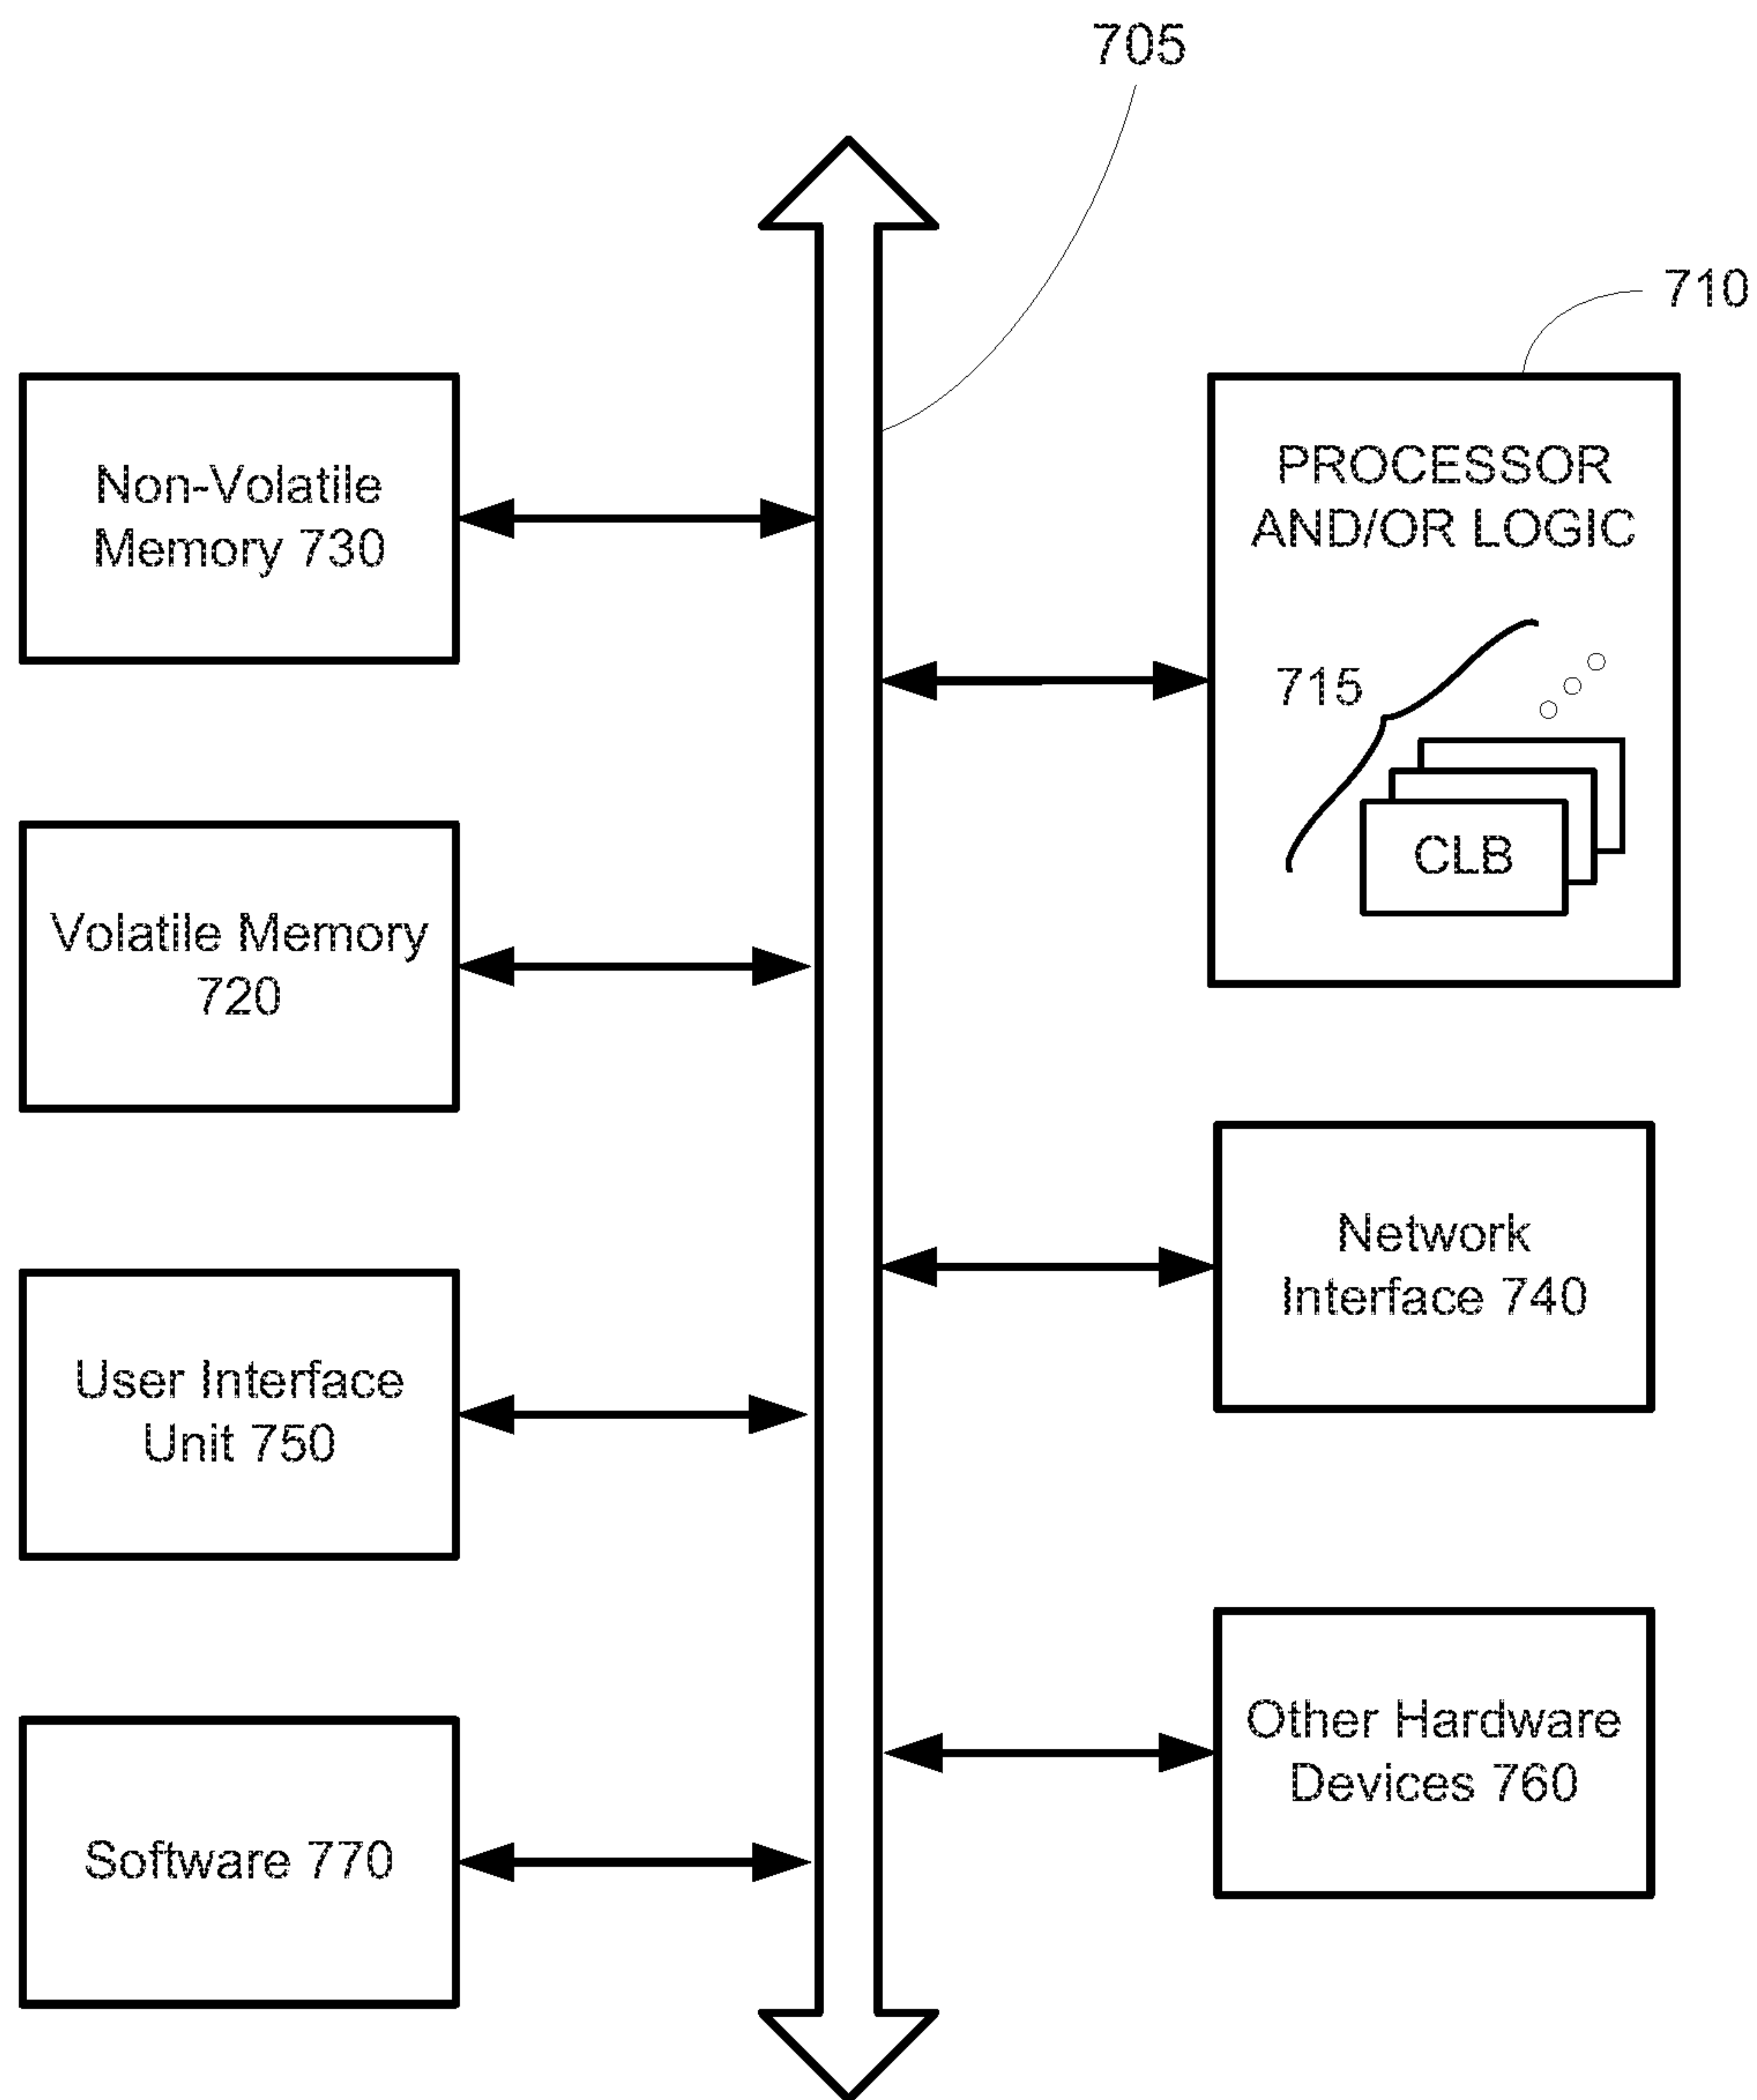 705
710
Non-Volatile
Memory 730
PROCESSOR
AND/OR LOGIC
715
CLB
Volatile Memory
720
Network
Interface 740
User Interface
Unit 750
Other Hardware
Devices 760
Software 770